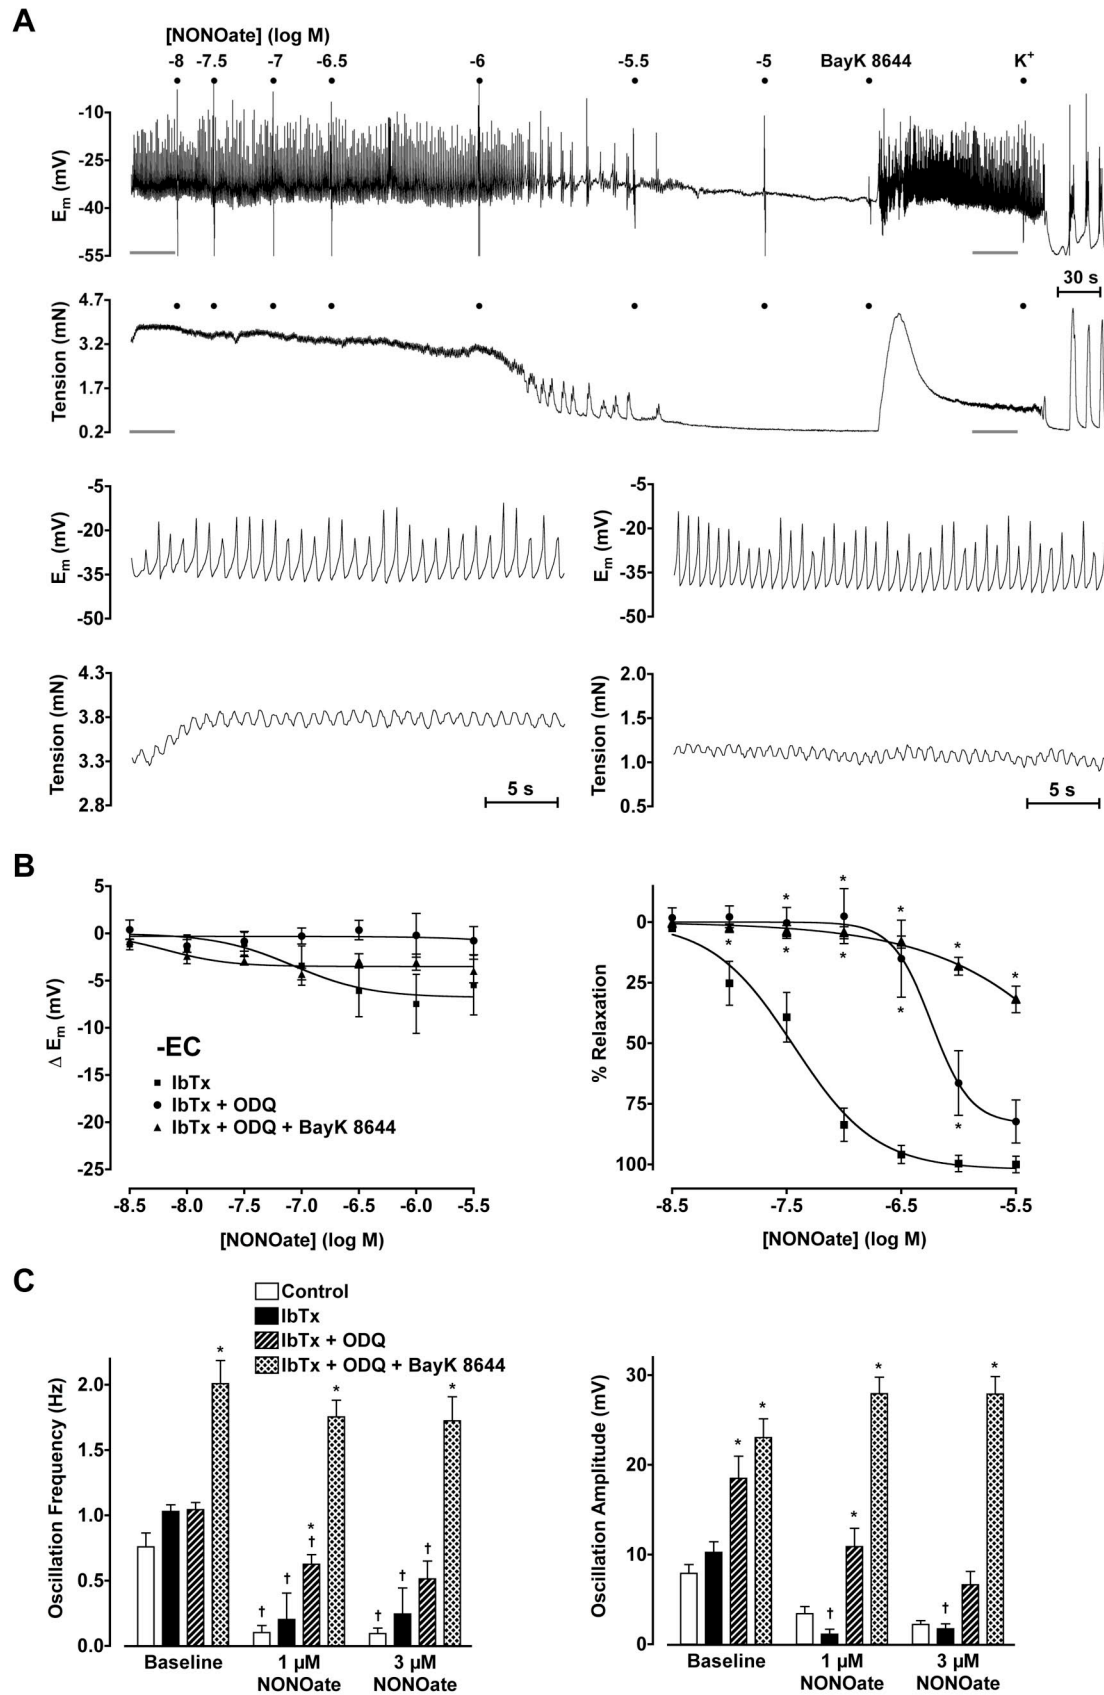 A
[NONOate] (log M)
-8 -7.5 -7 -6.5 -6 -5.5 -5 BayK 8644 K+
-10
-25
-40
-55
Em (mV)
30 s
4.7
3.2
1.7
0.2
Tension (mN)
-5
-20
-35
-50
Em (mV)
-5
-20
-35
-50
Em (mV)
4.3
3.8
3.3
2.8
Tension (mN)
5 s
2.0
1.5
1.0
0.5
Tension (mN)
5 s
B
5
0
-5
-10
-15
-20
-25
Δ Em (mV)
-EC
IbTx
IbTx + ODQ
IbTx + ODQ + BayK 8644
-8.5 -8.0 -7.5 -7.0 -6.5 -6.0 -5.5
[NONOate] (log M)
0
25
50
75
100
% Relaxation
* * * * * * * * * * *
-8.5 -7.5 -6.5 -5.5
[NONOate] (log M)
C
Control
IbTx
IbTx + ODQ
IbTx + ODQ + BayK 8644
2.0
1.5
1.0
0.5
0.0
Oscillation Frequency (Hz)
* * *
*
† † † † † †
Baseline 1 µM 3 µM
NONOate NONOate
30
20
10
0
Oscillation Amplitude (mV)
* * * * *
† †
Baseline 1 µM 3 µM
NONOate NONOate